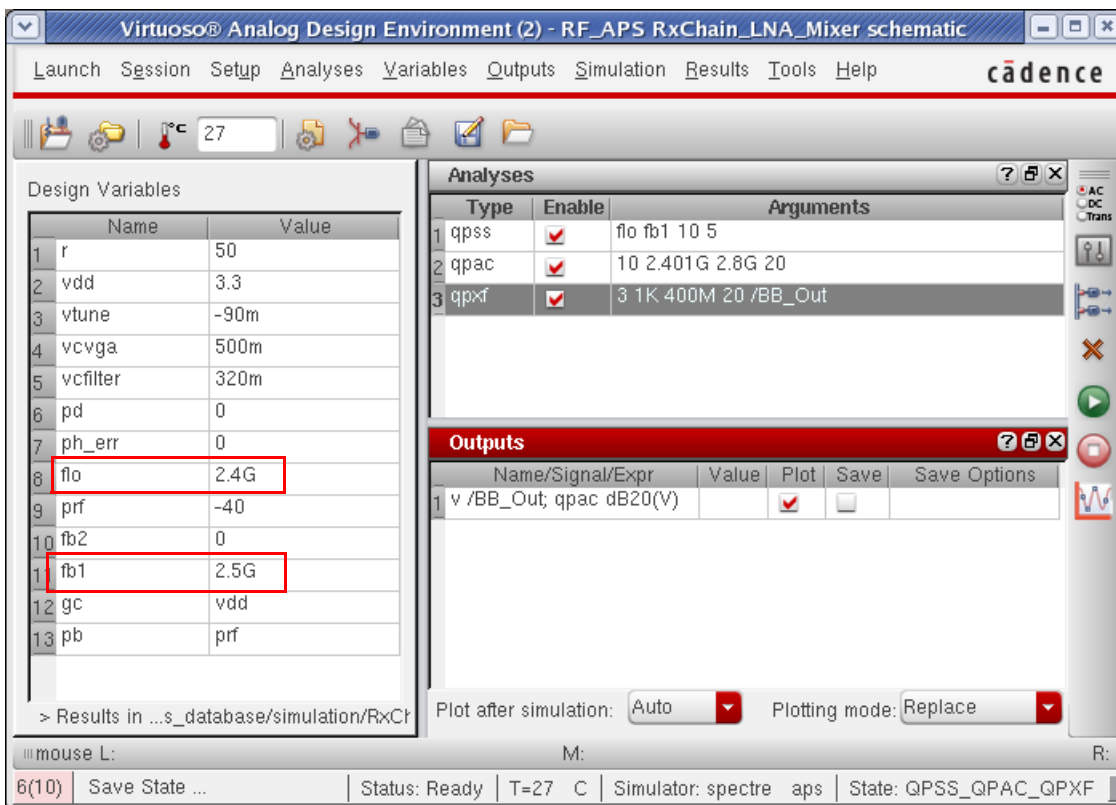 Virtuoso® Analog Design Environment (2) - RF_APS RxChain_LNA_Mixer schematic
Launch Session Setup Analyses Variables Outputs Simulation Results Tools Help cādence
°C 27
Design Variables
Name Value
1 r 50
2 vdd 3.3
3 vtune -90m
4 vcvga 500m
5 vcfilter 320m
6 pd 0
7 ph_err 0
8 flo 2.4G
9 prf -40
10 fb2 0
11 fb1 2.5G
12 gc vdd
13 pb prf
> Results in ...s_database/simulation/RxCh
Analyses
Type Enable Arguments
1 qpss flo fb1 10 5
2 qpac 10 2.401G 2.8G 20
3 qpxf 3 1K 400M 20 /BB_Out
AC
DC
Trans
Outputs
Name/Signal/Expr Value Plot Save Save Options
1 v /BB_Out; qpac dB20(V)
Plot after simulation: Auto Plotting mode: Replace
mouse L: M: R:
6(10) Save State ... Status: Ready T=27 C Simulator: spectre aps State: QPSS_QPAC_QPXF